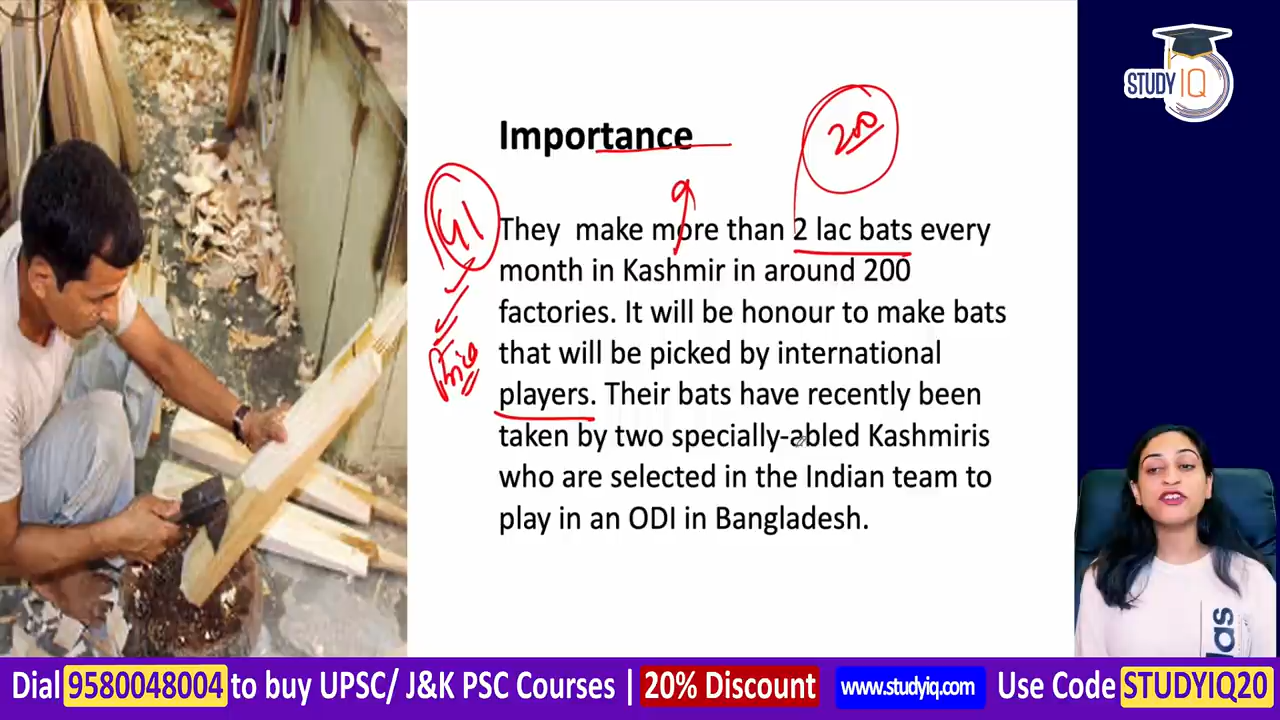 STUDY IQ
Importance
200
GI
They make more than 2 lac bats every
month in Kashmir in around 200
factories. It will be honour to make bats
that will be picked by international
Price
players. Their bats have recently been
taken by two specially-abled Kashmiris
who are selected in the Indian team to
play in an ODI in Bangladesh.
las
Dial 9580048004 to buy UPSC/ J&K PSC Courses | 20% Discount www.studyiq.com Use Code STUDYIQ20